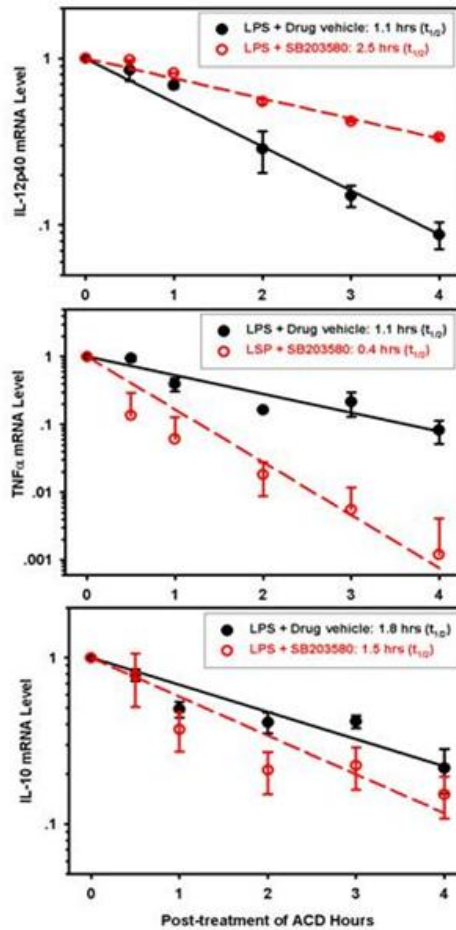 LPS + Drug vehicle: 1.1 hrs (t1/2)
LPS + SB203580: 2.5 hrs (t1/2)
IL-12p40 mRNA Level
1
.1
0 1 2 3 4
LPS + Drug vehicle: 1.1 hrs (t1/2)
LSP + SB203580: 0.4 hrs (t1/2)
TNFα mRNA Level
1
.1
.01
.001
0 1 2 3 4
LPS + Drug vehicle: 1.8 hrs (t1/2)
LPS + SB203580: 1.5 hrs (t1/2)
IL-10 mRNA Level
1
.1
0 1 2 3 4
Post-treatment of ACD Hours